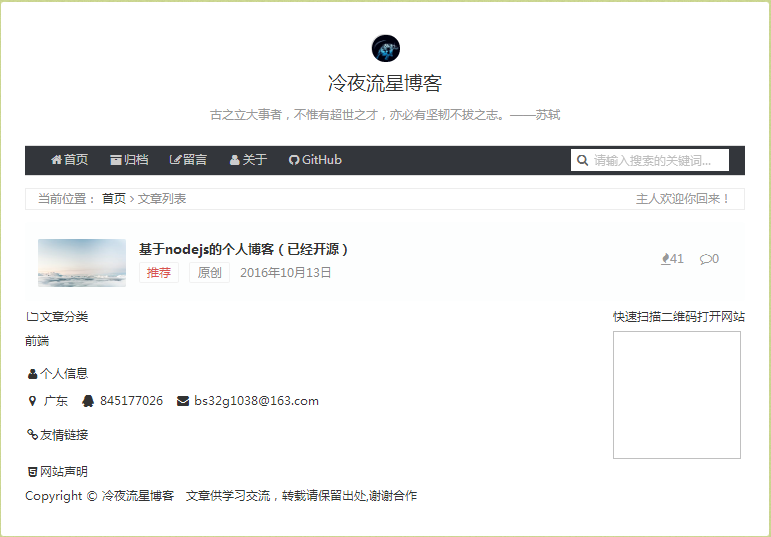 冷夜流星博客
古之立大事者，不惟有超世之才，亦必有坚韧不拔之志。——苏轼
首页 归档 留言 关于 GitHub 请输入搜索的关键词...
当前位置： 首页 > 文章列表 主人欢迎你回来！
基于nodejs的个人博客（已经开源）
推荐 原创 2016年10月13日 41 0
文章分类 快速扫描二维码打开网站
前端
个人信息
广东 845177026 bs32g1038@163.com
友情链接
网站声明
Copyright © 冷夜流星博客 文章供学习交流，转载请保留出处,谢谢合作